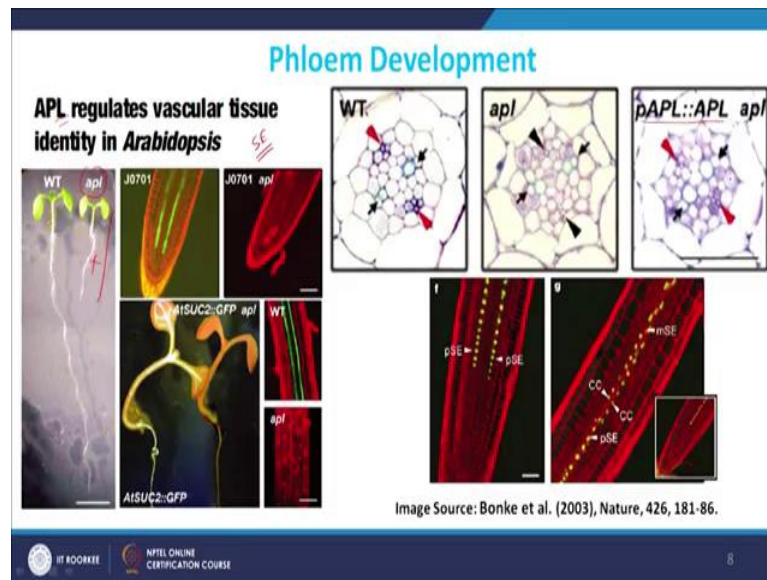 Phloem Development
APL regulates vascular tissue
identity in Arabidopsis
SE
WT
apl
J0701
J0701 apl
AtSUC2::GFP apl
WT
apl
AtSUC2::GFP
WT
apl
pAPL::APL apl
f
pSE
pSE
g
mSE
CC
CC
pSE
Image Source: Bonke et al. (2003), Nature, 426, 181-86.
IIT ROORKEE
NPTEL ONLINE
CERTIFICATION COURSE
8